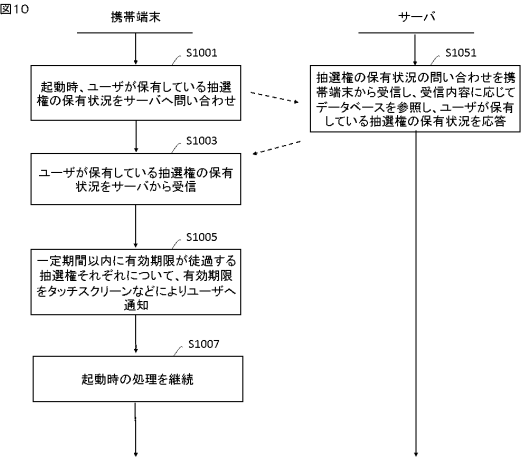 図10
携帯端末
サーバ
S1001
起動時、ユーザが保有している抽選
権の保有状況をサーバへ問い合わせ
S1051
抽選権の保有状況の問い合わせを携
帯端末から受信し、受信内容に応じて
データベースを参照し、ユーザが保有
している抽選権の保有状況を応答
S1003
ユーザが保有している抽選権の保有
状況をサーバから受信
S1005
一定期間以内に有効期限が徒過する
抽選権それぞれについて、有効期限
をタッチスクリーンなどによりユーザへ
通知
S1007
起動時の処理を継続